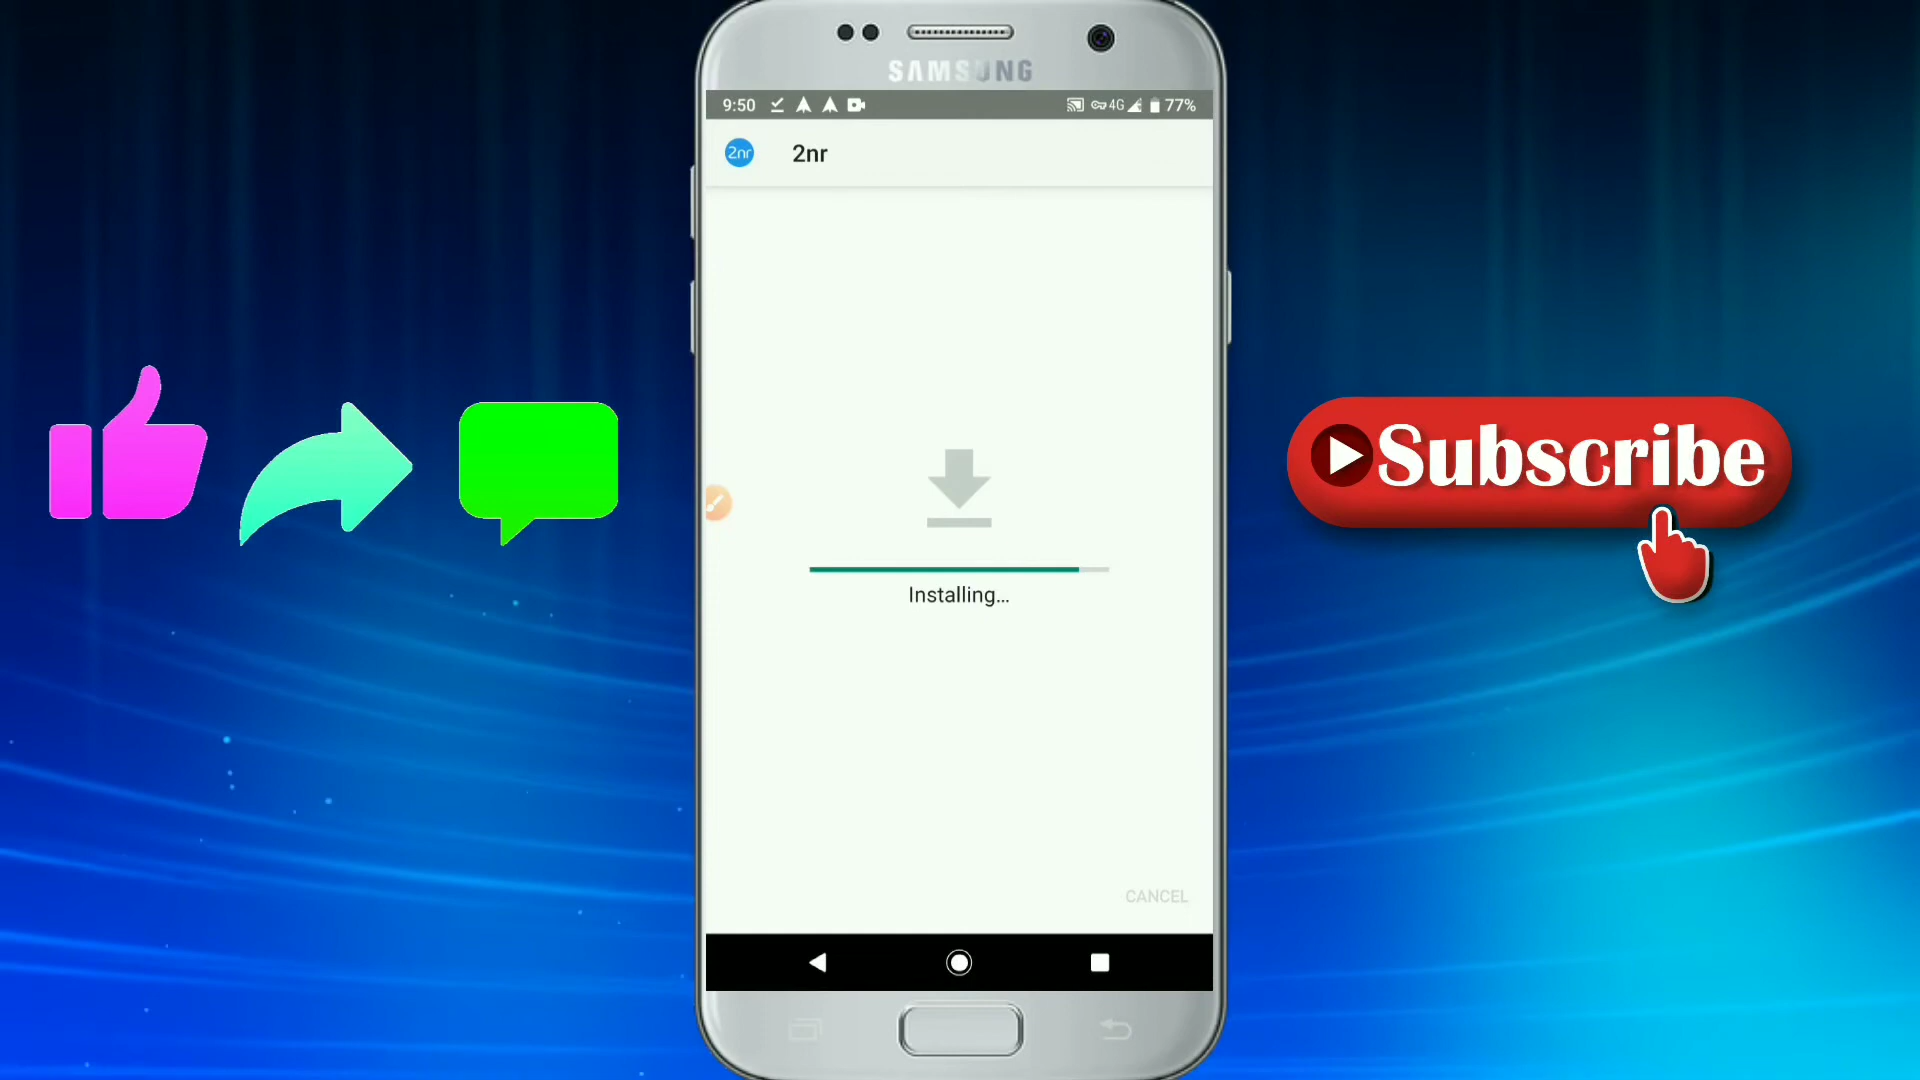 SAMSUNG
9:50 4G 77%
2nr 2nr
Subscribe
Installing...
CANCEL